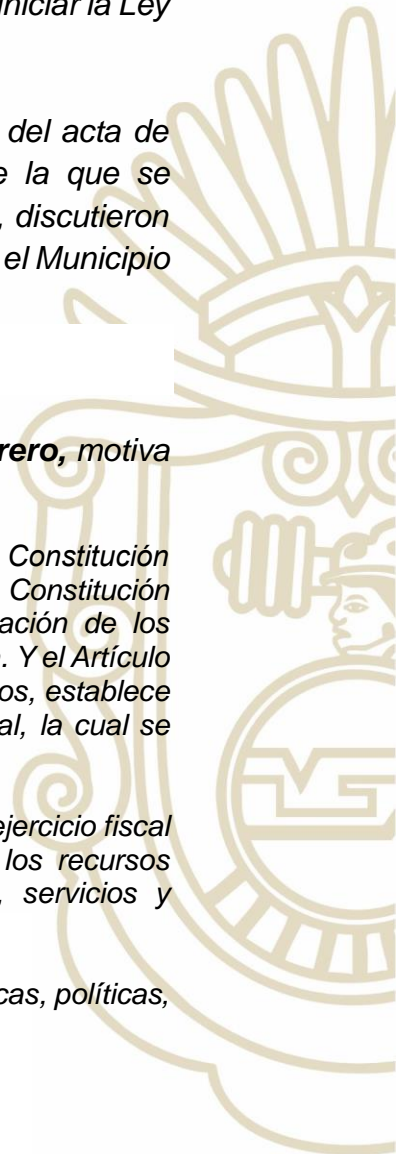 iniciar la Ley
del acta de
e la que se
, discutieron
el Municipio
rero, motiva
Constitución
Constitución
ación de los
. Y el Artículo
os, establece
al, la cual se
ejercicio fiscal
los recursos
, servicios y
cas, políticas,